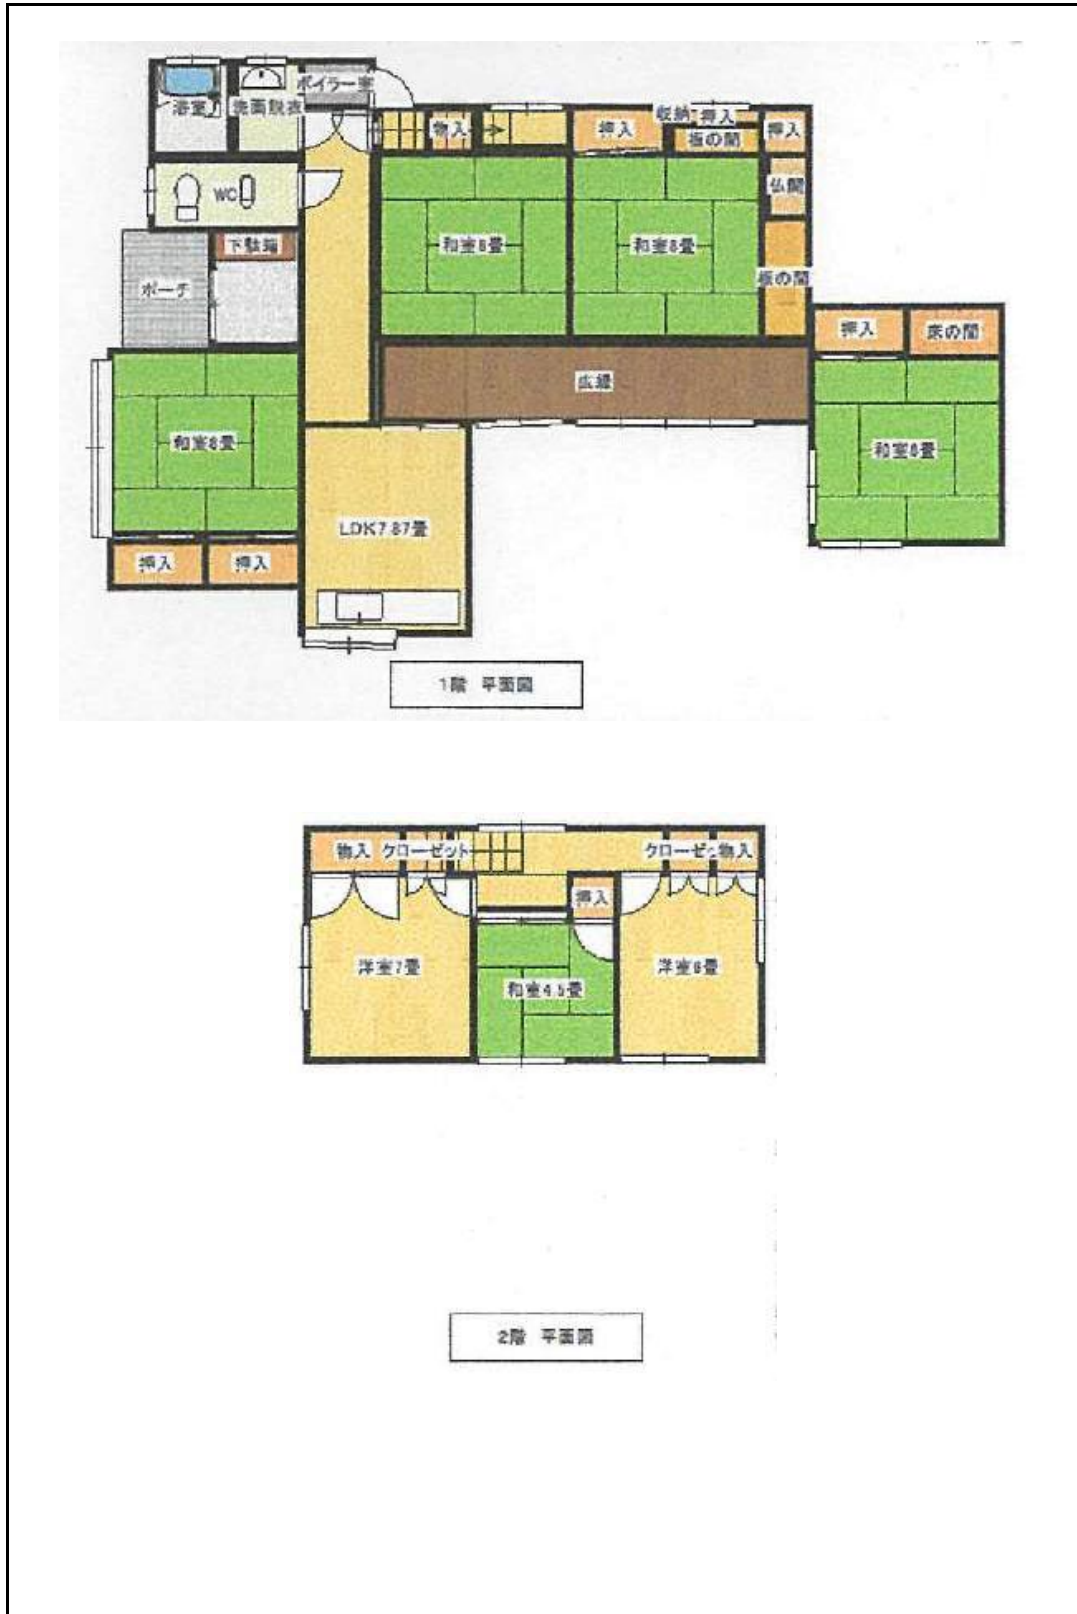 ボイラー室
浴室
洗面脱衣
物入
押入
収納
押入
板の間
押入
仏間
WC
下駄箱
ポーチ
和室8畳
和室8畳
板の間
押入
床の間
広縁
和室8畳
和室8畳
LDK7.87畳
押入
押入
1階 平面図
物入
クローゼット
クローゼ
物入
押入
洋室7畳
和室4.5畳
洋室6畳
2階 平面図